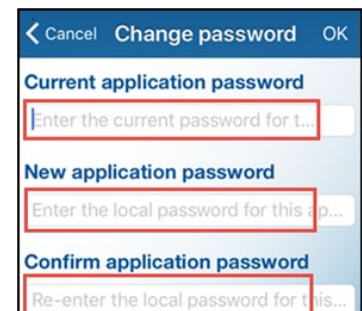 Cancel Change password OK
Current application password
Enter the current password for t...
New application password
Enter the local password for this ap...
Confirm application password
Re-enter the local password for this...